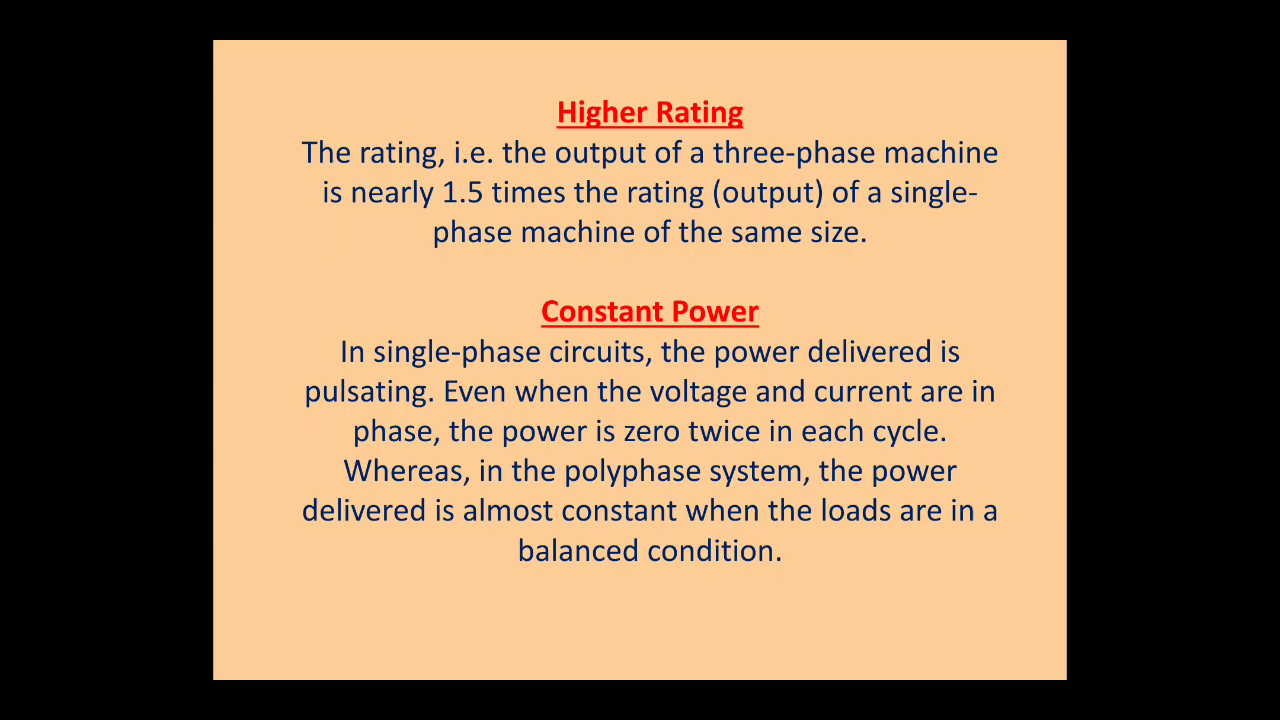 Higher Rating
The rating, i.e. the output of a three-phase machine
is nearly 1.5 times the rating (output) of a single-
phase machine of the same size.
Constant Power
In single-phase circuits, the power delivered is
pulsating. Even when the voltage and current are in
phase, the power is zero twice in each cycle.
Whereas, in the polyphase system, the power
delivered is almost constant when the loads are in a
balanced condition.